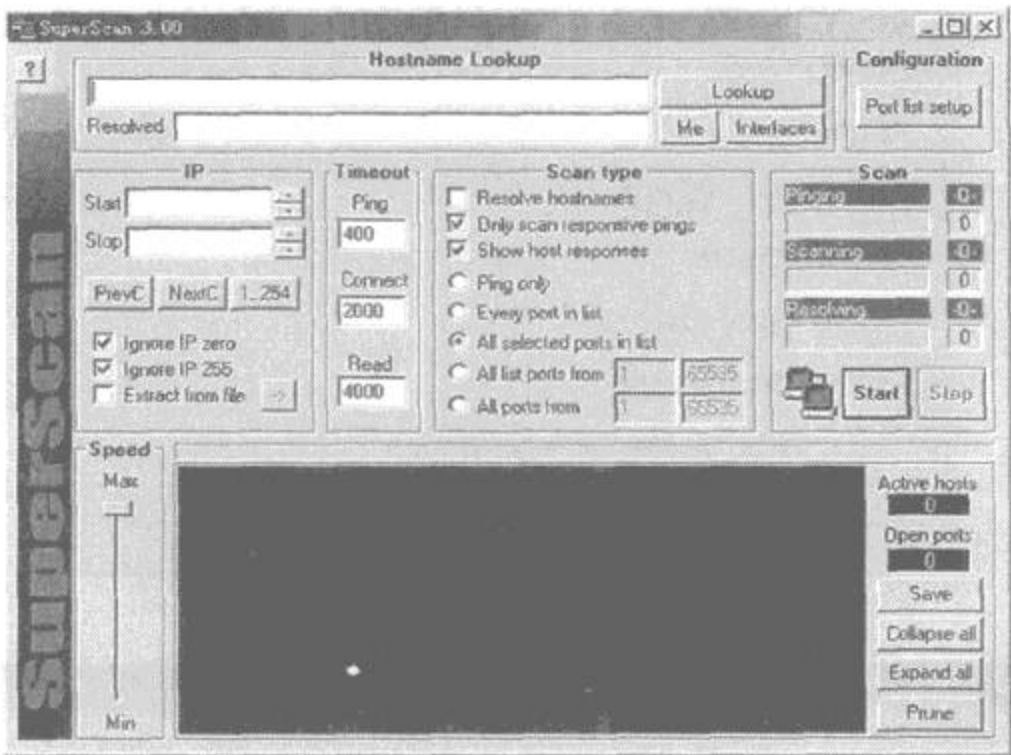 SuperScan 3.00
?
Hostname Lookup
Lookup
Resolved
Me
Interfaces
Configuration
Port list setup
IP
Start
Stop
PrevC
NextC
1..254
Ignore IP zero
Ignore IP 255
Extract from file
->
Timeout
Ping
400
Connect
2000
Read
4000
Scan type
Resolve hostnames
Only scan responsive pings
Show host responses
Ping only
Every port in list
All selected ports in list
All list ports from 1 65535
All ports from 1 65535
Scan
Pinging -0-
0
Scanning -0-
0
Resolving -0-
0
Start
Stop
SuperScan
Speed
Max
Min
Active hosts
0
Open ports
0
Save
Collapse all
Expand all
Prune